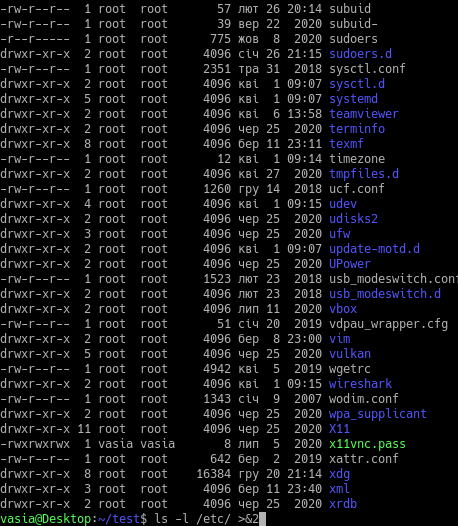 -rw-r--r--  1 root  root       57 лют 26 20:14 subuid
-rw-r--r--  1 root  root       39 вер 22  2020 subuid-
-r--r-----  1 root  root      775 жов  8  2020 sudoers
drwxr-xr-x  2 root  root     4096 січ 26 21:15 sudoers.d
-rw-r--r--  1 root  root     2351 тра 31  2018 sysctl.conf
drwxr-xr-x  2 root  root     4096 кві  1 09:07 sysctl.d
drwxr-xr-x  5 root  root     4096 кві  1 09:07 systemd
drwxr-xr-x  2 root  root     4096 кві  6 13:58 teamviewer
drwxr-xr-x  2 root  root     4096 чер 25  2020 terminfo
drwxr-xr-x  8 root  root     4096 бер 11 23:11 texmf
-rw-r--r--  1 root  root       12 кві  1 09:14 timezone
drwxr-xr-x  2 root  root     4096 кві 27  2020 tmpfiles.d
-rw-r--r--  1 root  root     1260 гру 14  2018 ucf.conf
drwxr-xr-x  4 root  root     4096 кві  1 09:15 udev
drwxr-xr-x  2 root  root     4096 чер 25  2020 udisks2
drwxr-xr-x  3 root  root     4096 чер 25  2020 ufw
drwxr-xr-x  2 root  root     4096 кві  1 09:07 update-motd.d
drwxr-xr-x  2 root  root     4096 чер 25  2020 UPower
-rw-r--r--  1 root  root     1523 лют 23  2018 usb_modeswitch.conf
drwxr-xr-x  2 root  root     4096 лют 23  2018 usb_modeswitch.d
drwxr-xr-x  2 root  root     4096 лип 11  2020 vbox
-rw-r--r--  1 root  root       51 січ 20  2019 vdpau_wrapper.cfg
drwxr-xr-x  2 root  root     4096 бер  8 23:00 vim
drwxr-xr-x  5 root  root     4096 чер 25  2020 vulkan
-rw-r--r--  1 root  root     4942 кві  5  2019 wgetrc
drwxr-xr-x  2 root  root     4096 кві  1 09:15 wireshark
-rw-r--r--  1 root  root     1343 січ  9  2007 wodim.conf
drwxr-xr-x  2 root  root     4096 чер 25  2020 wpa_supplicant
drwxr-xr-x 11 root  root     4096 чер 25  2020 X11
-rwxrwxrwx  1 vasia vasia       8 лип  5  2020 x11vnc.pass
-rw-r--r--  1 root  root      642 бер  2  2019 xattr.conf
drwxr-xr-x  8 root  root    16384 гру 20 21:14 xdg
drwxr-xr-x  3 root  root     4096 бер 11 23:40 xml
drwxr-xr-x  2 root  root     4096 чер 25  2020 xrdb
vasia@Desktop:~/test$ ls -l /etc/ >&2